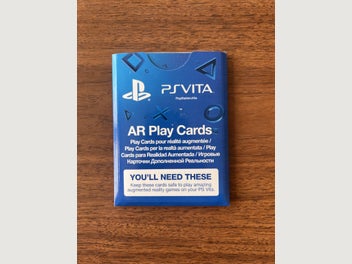 PSVITA
PlayStation.Vita
AR Play Cards
Play Cards pour réalité augmentée /
Play Cards per la realtà aumentata / Play
Cards para Realidad Aumentada / Игровые
Карточки Дополненной Реальности
YOU'LL NEED THESE
Keep these cards safe to play amazing
augmented reality games on your PS Vita.